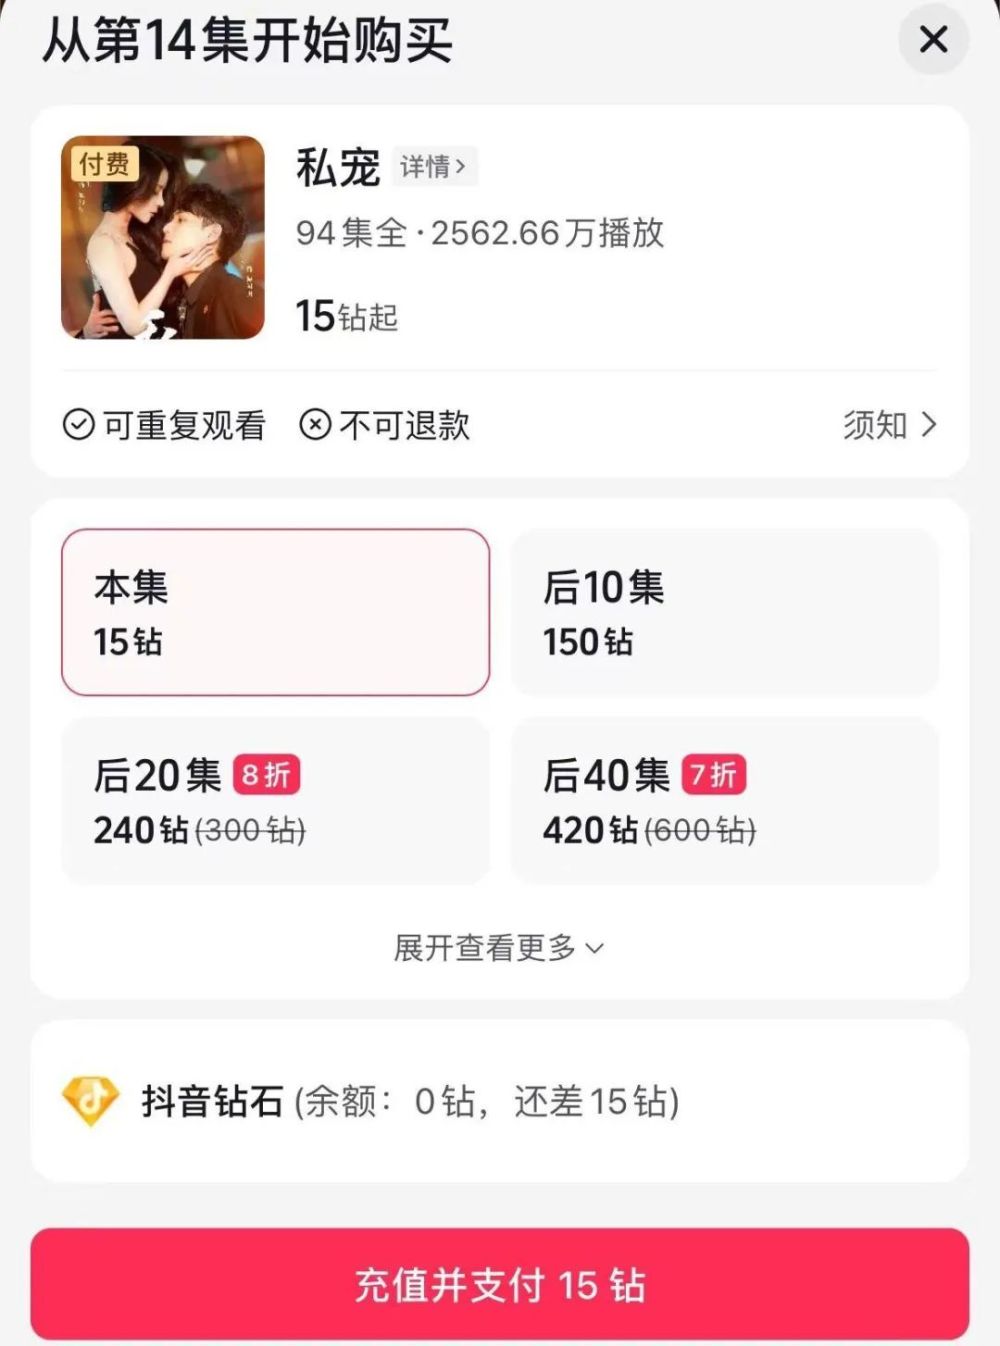 从第14集开始购买
付费
私宠 详情>
94集全·2562.66万播放
15钻起
可重复观看 不可退款 须知 >
本集
15钻
后10集
150钻
后20集 8折
240钻(300钻)
后40集 7折
420钻(600钻)
展开查看更多
抖音钻石 (余额：0钻，还差15钻)
充值并支付 15 钻